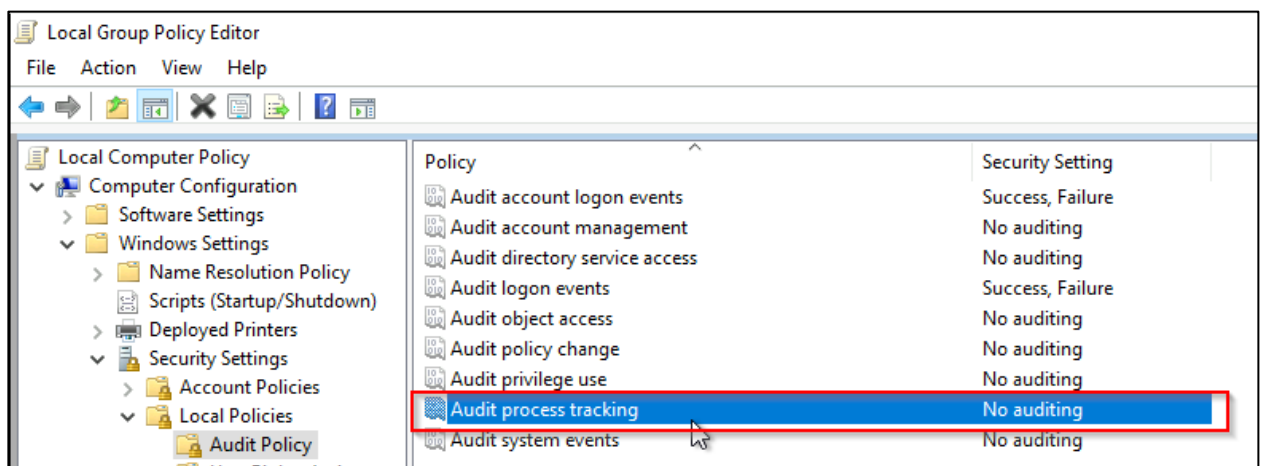 Local Group Policy Editor
File Action View Help
Local Computer Policy
Computer Configuration
Software Settings
Windows Settings
Name Resolution Policy
Scripts (Startup/Shutdown)
Deployed Printers
Security Settings
Account Policies
Local Policies
Audit Policy
Policy Security Setting
Audit account logon events Success, Failure
Audit account management No auditing
Audit directory service access No auditing
Audit logon events Success, Failure
Audit object access No auditing
Audit policy change No auditing
Audit privilege use No auditing
Audit process tracking No auditing
Audit system events No auditing